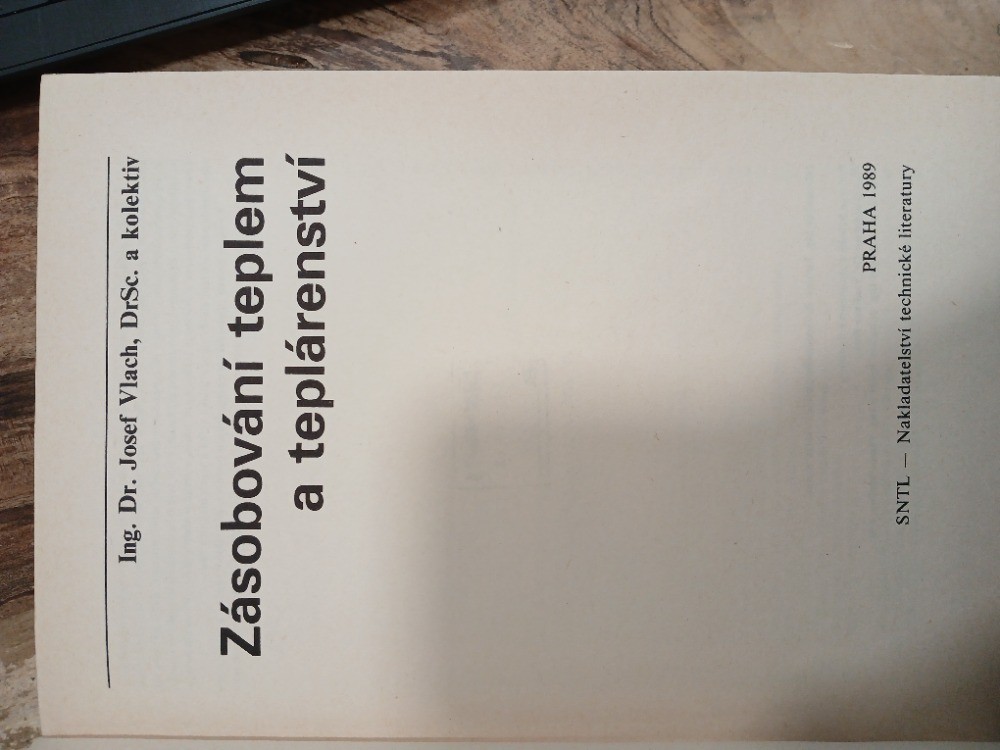 Ing. Dr. Josef Vlach, DrSc. a kolektiv
Zásobování teplem
a teplárenství
PRAHA 1989
SNTL — Nakladatelství technické literatury